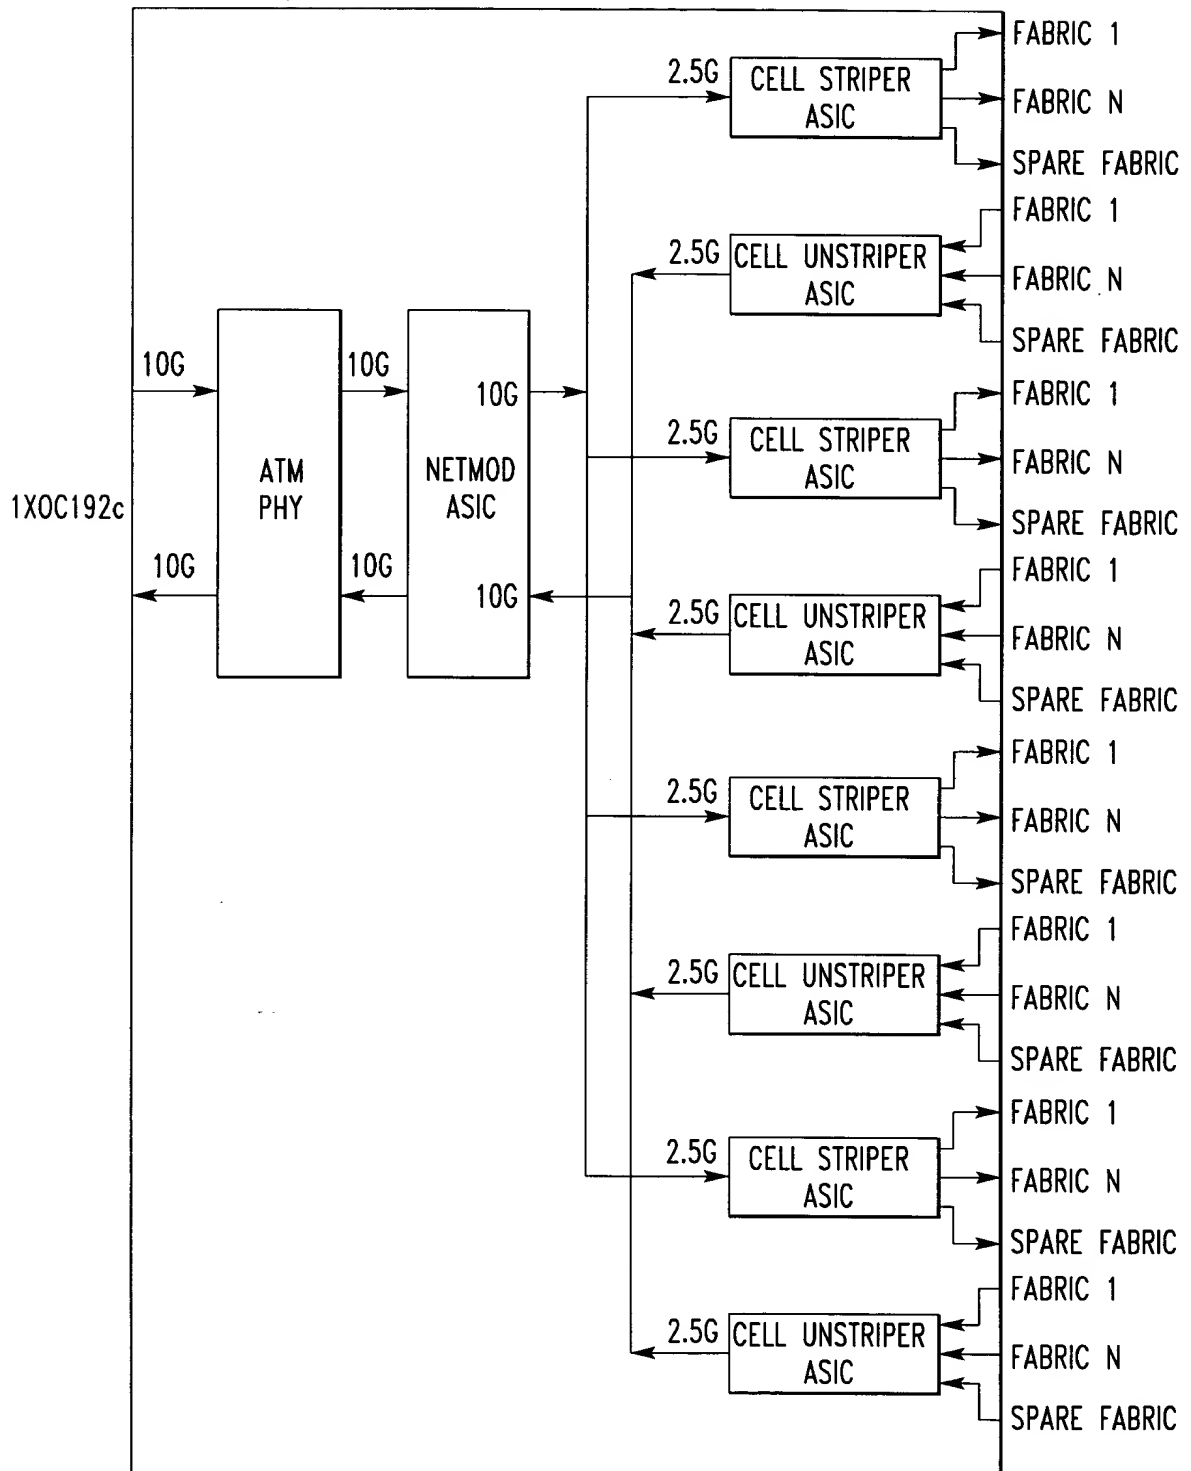 FABRIC 1
2.5G
CELL STRIPER
ASIC
FABRIC N
SPARE FABRIC
FABRIC 1
2.5G
CELL UNSTRIPER
ASIC
FABRIC N
SPARE FABRIC
10G
10G
10G
ATM
PHY
NETMOD
ASIC
1XOC192c
10G
10G
10G
FABRIC 1
2.5G
CELL STRIPER
ASIC
FABRIC N
SPARE FABRIC
FABRIC 1
2.5G
CELL UNSTRIPER
ASIC
FABRIC N
SPARE FABRIC
FABRIC 1
2.5G
CELL STRIPER
ASIC
FABRIC N
SPARE FABRIC
FABRIC 1
2.5G
CELL UNSTRIPER
ASIC
FABRIC N
SPARE FABRIC
FABRIC 1
2.5G
CELL STRIPER
ASIC
FABRIC N
SPARE FABRIC
FABRIC 1
2.5G
CELL UNSTRIPER
ASIC
FABRIC N
SPARE FABRIC